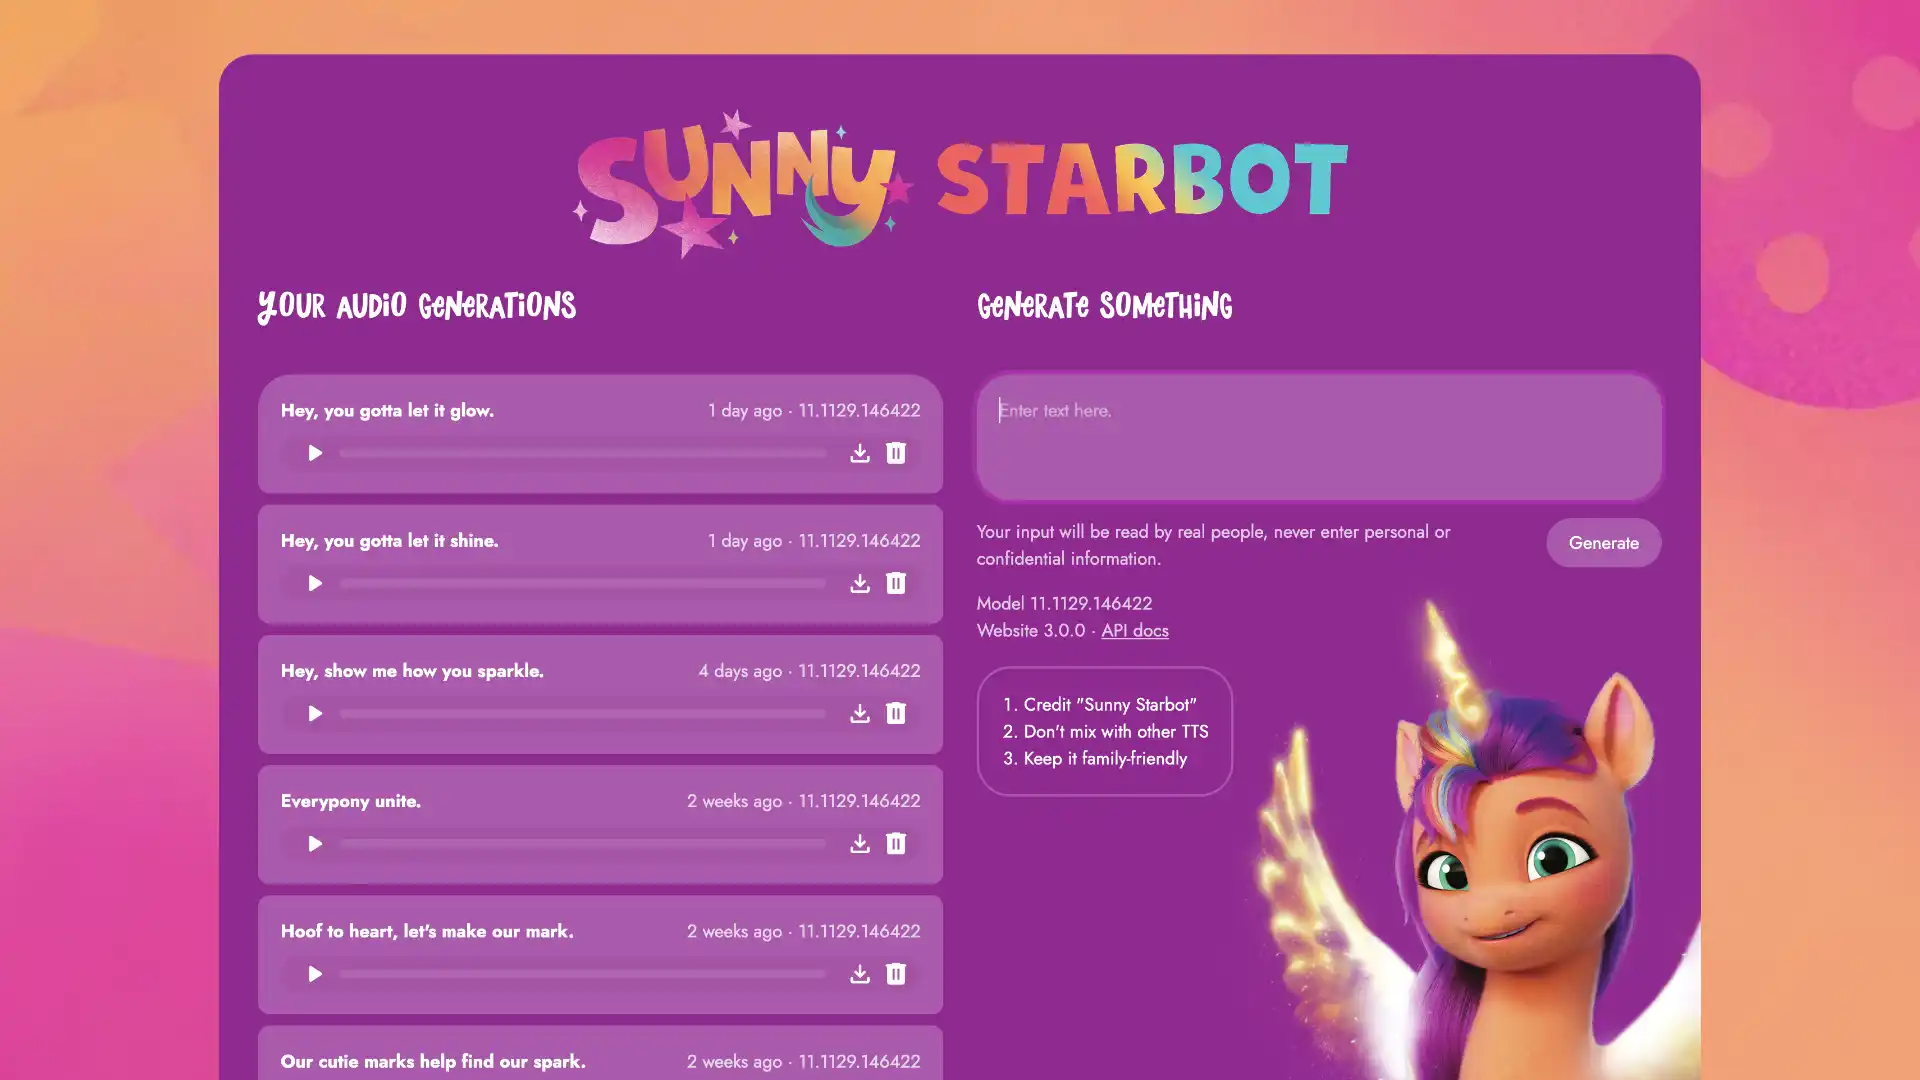 SUNNY STARBOT
YOUR AUDIO GENERATIONS
Hey, you gotta let it glow.
1 day ago · 11.1129.146422
Hey, you gotta let it shine.
1 day ago · 11.1129.146422
Hey, show me how you sparkle.
4 days ago · 11.1129.146422
Everypony unite.
2 weeks ago · 11.1129.146422
Hoof to heart, let's make our mark.
2 weeks ago · 11.1129.146422
Our cutie marks help find our spark.
2 weeks ago · 11.1129.146422
GENERATE SOMETHING
Enter text here.
Your input will be read by real people, never enter personal or
confidential information.
Generate
Model 11.1129.146422
Website 3.0.0 · API docs
1. Credit "Sunny Starbot"
2. Don't mix with other TTS
3. Keep it family-friendly